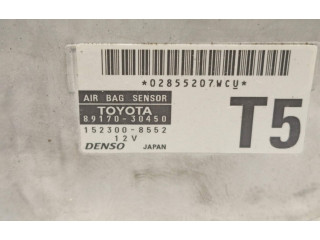 *02855207WCU*
AIR BAG SENSOR
TOYOTA
89170-30450
152300-8552
12V
DENSO JAPAN
T5